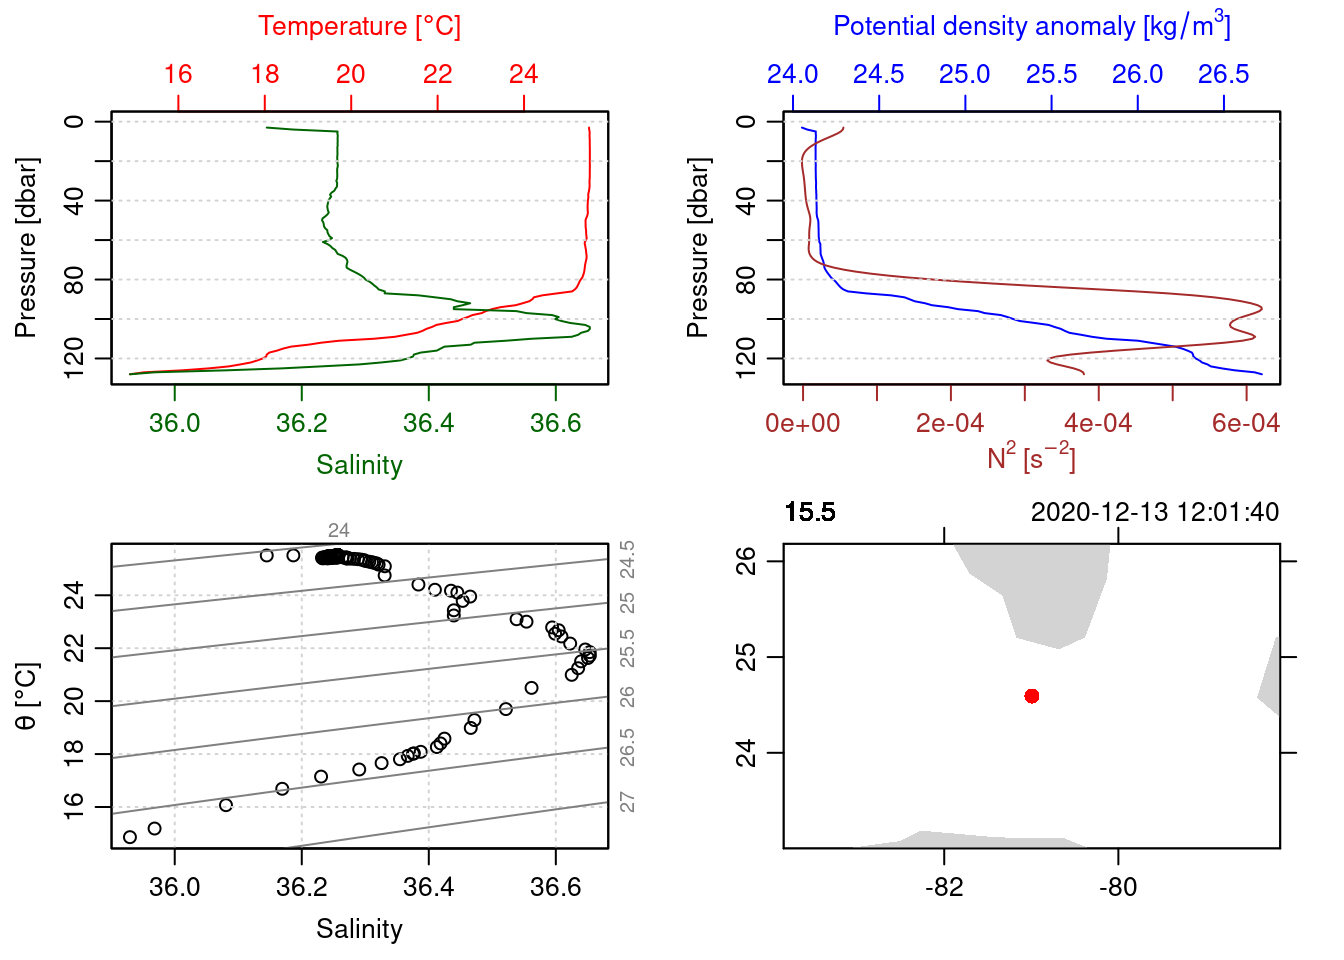 Temperature [°C]
16 18 20 22 24
0 40 80 120
Pressure [dbar]
36.0 36.2 36.4 36.6
Salinity
Potential density anomaly [kg/m³]
24.0 24.5 25.0 25.5 26.0 26.5
0 40 80 120
Pressure [dbar]
0e+00 2e-04 4e-04 6e-04
N² [s⁻²]
24
24.5
25
25.5
26
26.5
27
24 22 20 18 16
θ [°C]
36.0 36.2 36.4 36.6
Salinity
15.5 2020-12-13 12:01:40
26
25
24
-82 -80